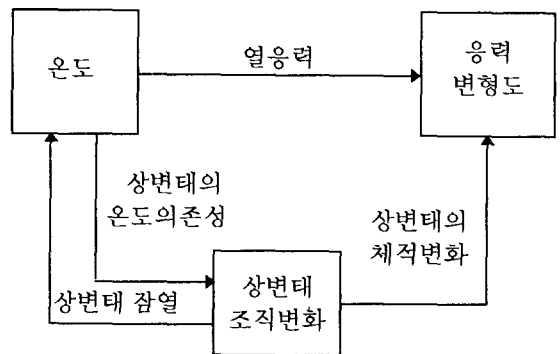 온도
열응력
응력
변형도
상변태의
온도의존성
상변태의
체적변화
상변태 잠열
상변태
조직변화